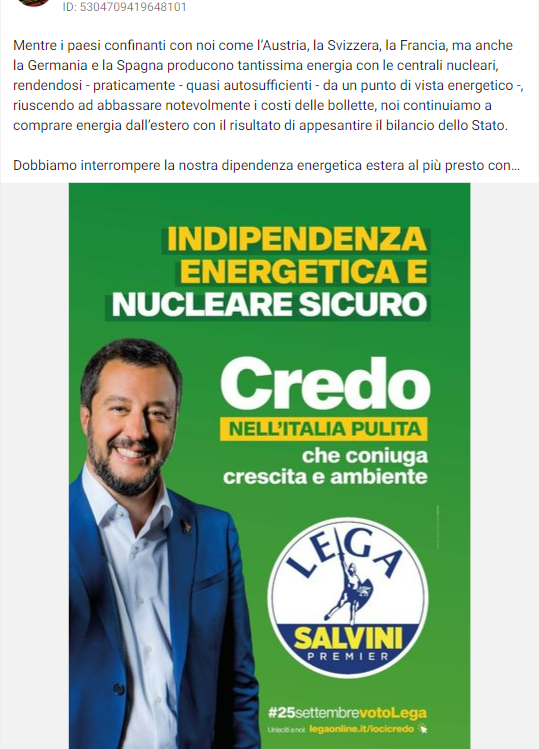 ID: 5304709419648101
Mentre i paesi confinanti con noi come l’Austria, la Svizzera, la Francia, ma anche
la Germania e la Spagna producono tantissima energia con le centrali nucleari,
rendendosi - praticamente - quasi autosufficienti - da un punto di vista energetico -,
riuscendo ad abbassare notevolmente i costi delle bollette, noi continuiamo a
comprare energia dall’estero con il risultato di appesantire il bilancio dello Stato.
Dobbiamo interrompere la nostra dipendenza energetica estera al più presto con...
INDIPENDENZA
ENERGETICA E
NUCLEARE SICURO
Credo
NELL'ITALIA PULITA
che coniuga
crescita e ambiente
LEGA
SALVINI
PREMIER
#25settembrevotoLega
Unisciti a noi legaonline.it/iocicredo